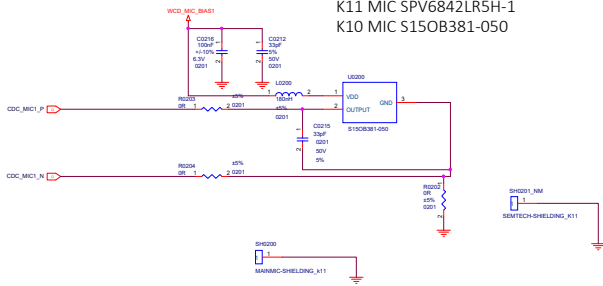 K11 MIC SPV6842LR5H-1
K10 MIC S15OB381-050
WCD_MIC_BIAS1
C0216
100nF
+/-10%
6.3V
0201
C0212
33pF
5%
50V
0201
L0200
1 2
180nH
±5%
0201
U0200
1 VDD
2 OUTPUT
GND 3
S15OB381-050
CDC_MIC1_P
R0203
0R 1 2 0201
±5%
C0215
33pF
0201
50V
5%
CDC_MIC1_N
R0204
0R 1 2 0201
±5%
R0202
0R
±5%
0201
SH0201_NM
SEMTECH-SHIELDING_K11
SH0200
MAINMIC-SHIELDING_k11